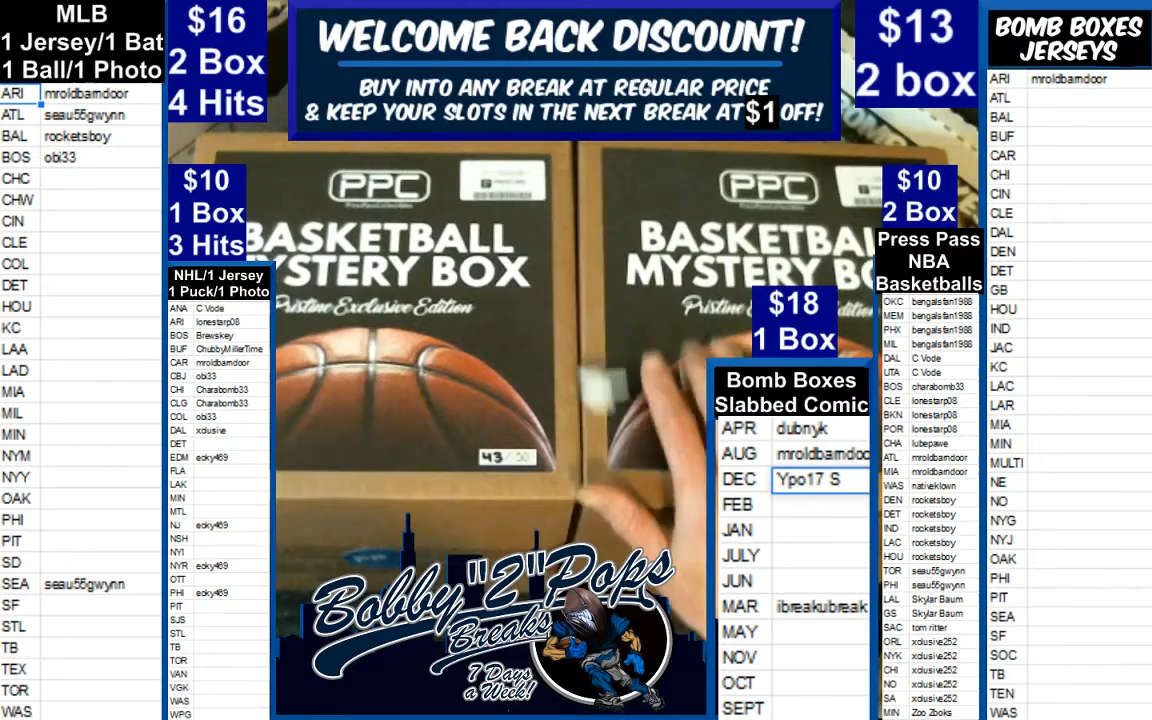 MLB
1 Jersey/1 Bat
1 Ball/1 Photo
ARI mroldbarndoor
ATL seau55gwynn
BAL rocketsboy
BOS obi33
CHC
CHW
CIN
CLE
COL
DET
HOU
KC
LAA
LAD
MIA
MIL
MIN
NYM
NYY
OAK
PHI
PIT
SD
SEA seau55gwynn
SF
STL
TB
TEX
TOR
WAS
$16
2 Box
4 Hits
$10
1 Box
3 Hits
NHL/1 Jersey
1 Puck/1 Photo
ANA C Vode
ARI lonestarp08
BOS Brewskey
BUF ChubbyMillerTime
CAR mroldbarndoor
CBJ obi33
CHI Charabomb33
CLG Charabomb33
COL obi33
DAL xclusive
DET
EDM ecky469
FLA
LAK
MIN
MTL
NJ ecky469
NSH
NYI
NYR ecky469
OTT
PHI ecky469
PIT
SJS
STL
TB
TOR
VAN
VGK
WAS
WPG
WELCOME BACK DISCOUNT!
BUY INTO ANY BREAK AT REGULAR PRICE
& KEEP YOUR SLOTS IN THE NEXT BREAK AT $1 OFF!
PPC
BASKETBALL
MYSTERY BOX
Pristine Exclusive Edition
43/50
PPC
BASKETBAL
MYSTERY BO
Pristine Exclusive Edition
Bobby "2" Pops
Breaks
7 Days
a Week!
$18
1 Box
Bomb Boxes
Slabbed Comic
APR dubnyk
AUG mroldbarndoo
DEC Ypo17 S
FEB
JAN
JULY
JUN
MAR ibreakubreak
MAY
NOV
OCT
SEPT
$13
2 box
$10
2 Box
Press Pass
NBA
Basketballs
OKC bengalsfan1988
MEM bengalsfan1988
PHX bengalsfan1988
MIL bengalsfan1988
DAL C Vode
UTA C Vode
BOS charabomb33
CLE lonestarp08
BKN lonestarp08
POR lonestarp08
CHA lubepawe
ATL mroldbarndoor
MIA mroldbarndoor
WAS nativeklown
DEN rocketsboy
DET rocketsboy
IND rocketsboy
LAC rocketsboy
HOU rocketsboy
TOR seau55gwynn
PHI seau55gwynn
LAL Skylar Baum
GS Skylar Baum
SAC tom ritter
ORL xclusive252
NYK xclusive252
CHI xclusive252
NO xclusive252
SA xclusive252
MIN Zoo Zboks
BOMB BOXES
JERSEYS
ARI mroldbarndoor
ATL
BAL
BUF
CAR
CHI
CIN
CLE
DAL
DEN
DET
GB
HOU
IND
JAC
KC
LAC
LAR
MIA
MIN
MULTI
NE
NO
NYG
NYJ
OAK
PHI
PIT
SEA
SF
SOC
TB
TEN
WAS